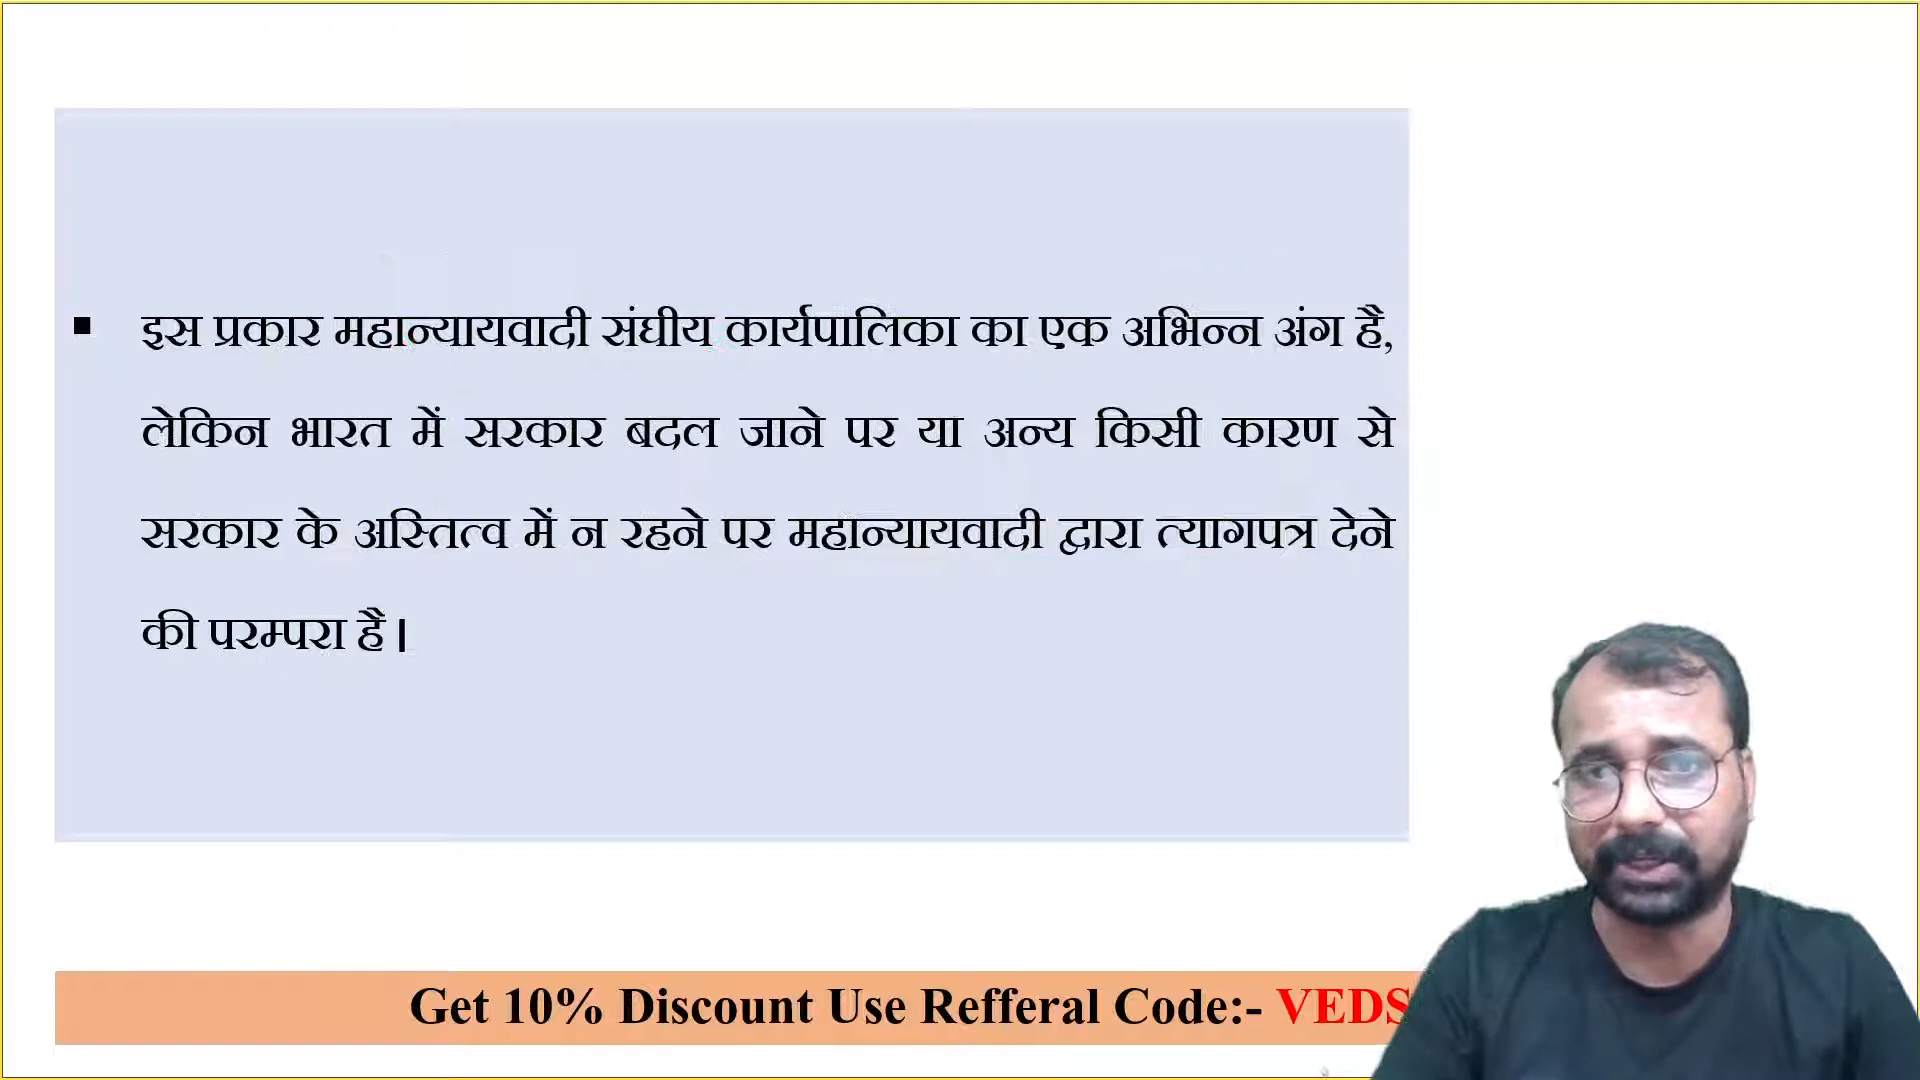 ▪ इस प्रकार महान्यायवादी संघीय कार्यपालिका का एक अभिन्न अंग है,
लेकिन भारत में सरकार बदल जाने पर या अन्य किसी कारण से
सरकार के अस्तित्व में न रहने पर महान्यायवादी द्वारा त्यागपत्र देने
की परम्परा है।
Get 10% Discount Use Refferal Code:- VEDS